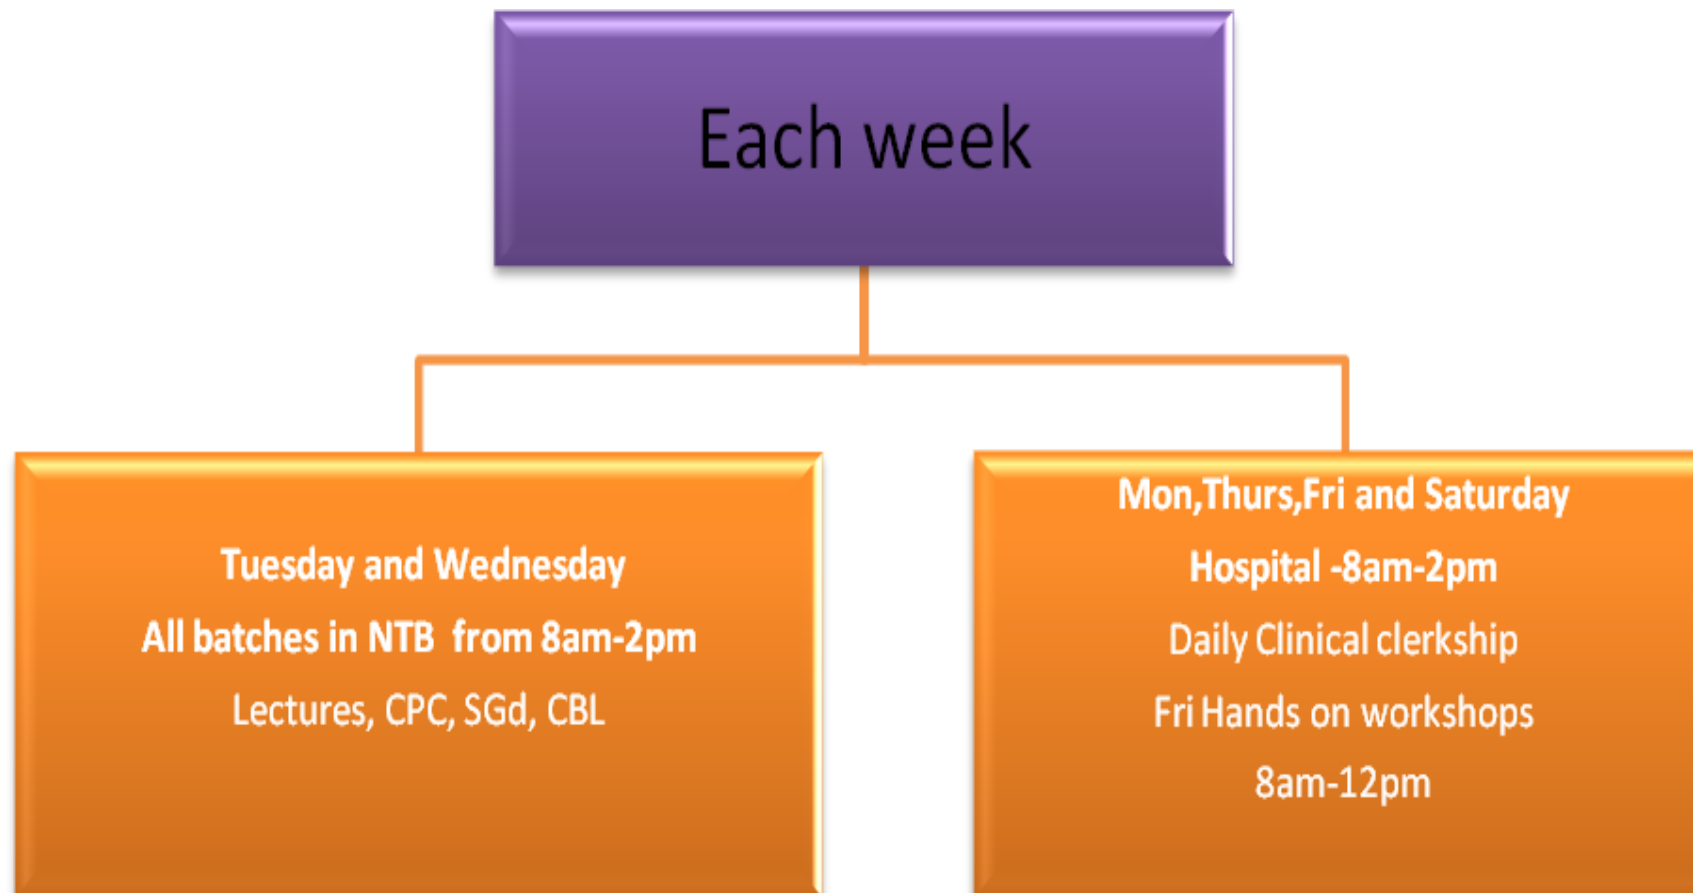 Each week
Tuesday and Wednesday
All batches in NTB from 8am-2pm
Lectures, CPC, SGd, CBL
Mon,Thurs,Fri and Saturday
Hospital -8am-2pm
Daily Clinical clerkship
Fri Hands on workshops
8am-12pm